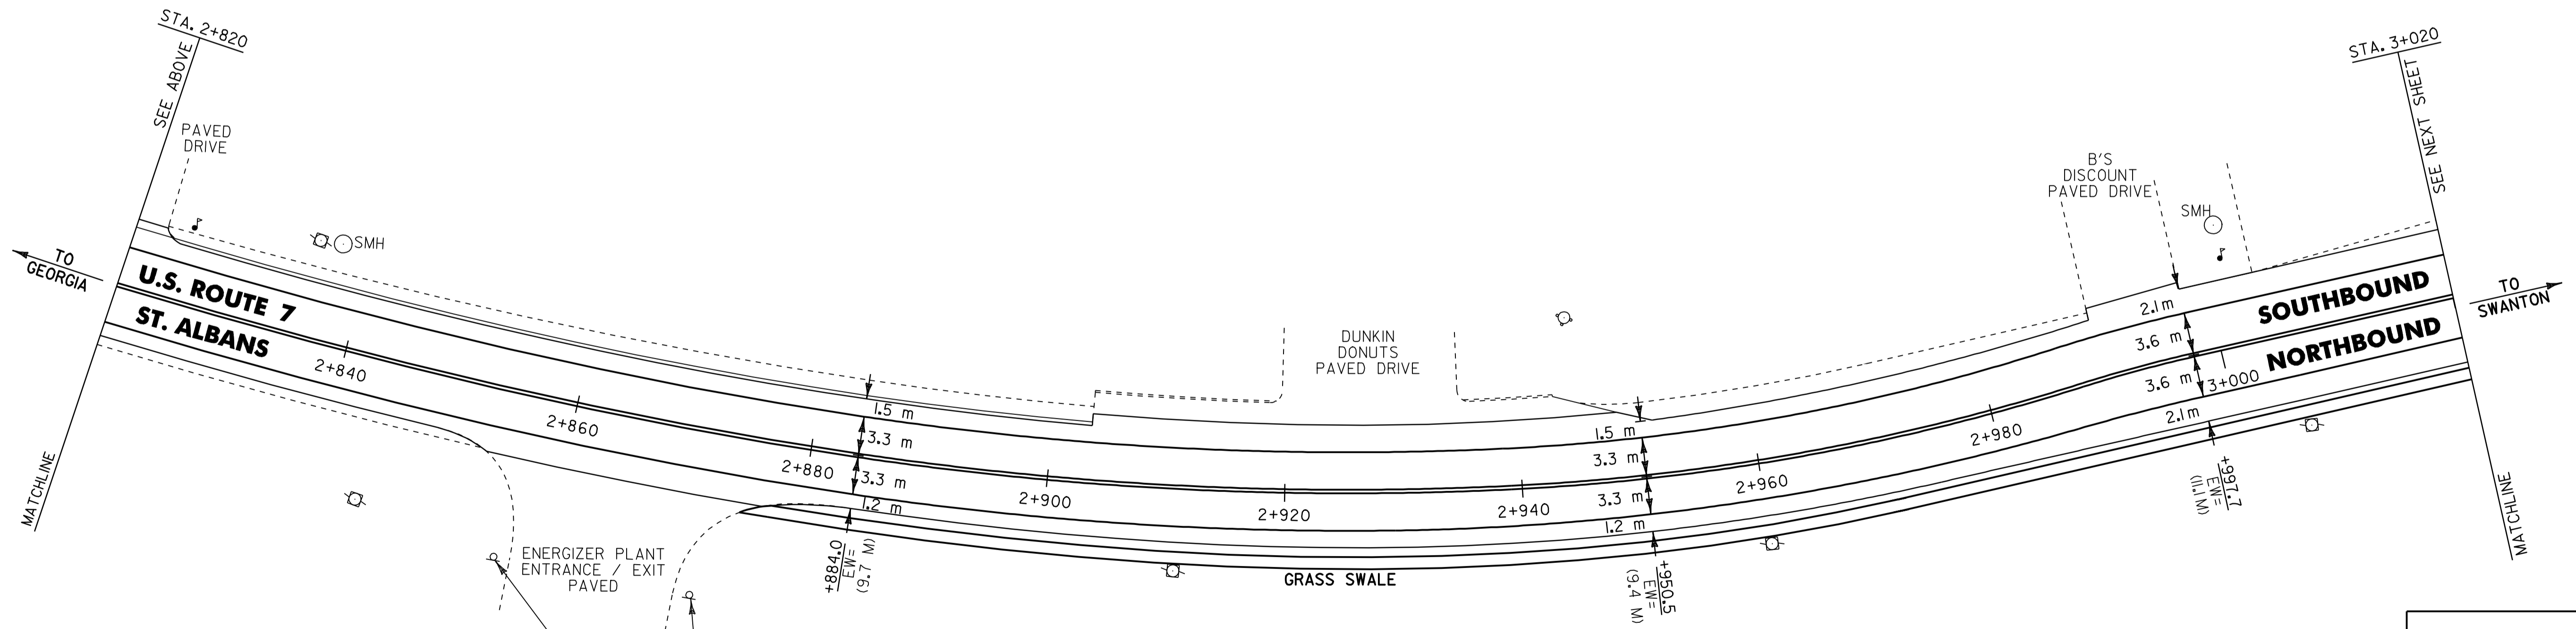 STA. 2+820
SEE ABOVE
PAVED
DRIVE
SMH
TO
GEORGIA
U.S. ROUTE 7
ST. ALBANS
MATCHLINE
2+840
2+860
2+880
2+900
2+920
2+940
2+960
2+980
3+000
1.5 m
3.3 m
3.3 m
1.2 m
+884.0
EW=
(9.7 M)
ENERGIZER PLANT
ENTRANCE / EXIT
PAVED
DUNKIN
DONUTS
PAVED DRIVE
GRASS SWALE
1.5 m
3.3 m
3.3 m
1.2 m
+950.5
EW=
(9.4 M)
B'S
DISCOUNT
PAVED DRIVE
SMH
2.1m
3.6 m
3.6 m
2.1m
+997.7
EW=
(11.1 M)
SOUTHBOUND
NORTHBOUND
STA. 3+020
SEE NEXT SHEET
TO
SWANTON
MATCHLINE